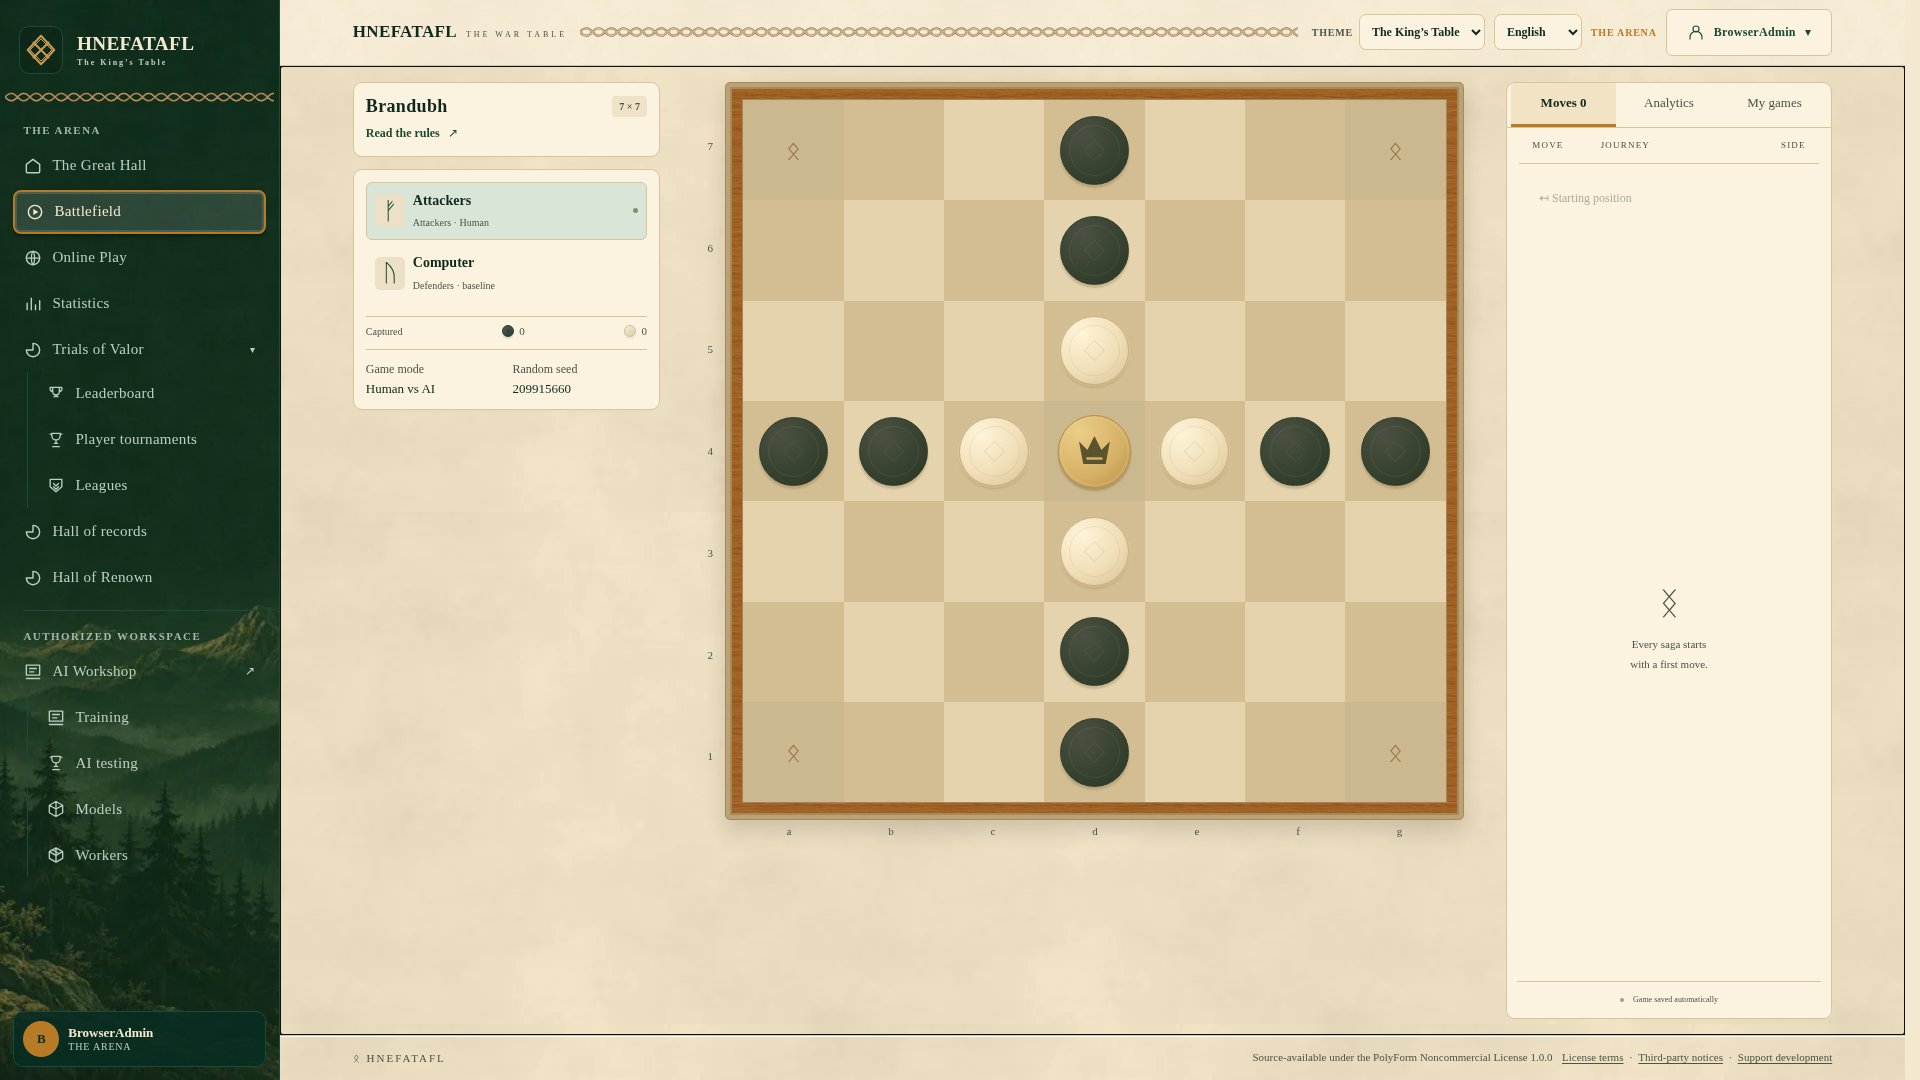 HNEFATAFL
The King's Table
THE ARENA
The Great Hall
Battlefield
Online Play
Statistics
Trials of Valor ▾
Leaderboard
Player tournaments
Leagues
Hall of records
Hall of Renown
AUTHORIZED WORKSPACE
AI Workshop ↗
Training
AI testing
Models
Workers
B
BrowserAdmin
THE ARENA
HNEFATAFL THE WAR TABLE
THEME The King's Table English THE ARENA BrowserAdmin ▾
Brandubh 7 × 7
Read the rules ↗
ᚠ Attackers
Attackers · Human
ᚢ Computer
Defenders · baseline
Captured 0 0
Game mode Random seed
Human vs AI 209915660
7
6
5
4
3
2
1
ᛟ ᛟ
ᛟ ᛟ
a b c d e f g
Moves 0 Analytics My games
MOVE JOURNEY SIDE
↤ Starting position
ᛝ
Every saga starts
with a first move.
Game saved automatically
ᛟ HNEFATAFL
Source-available under the PolyForm Noncommercial License 1.0.0 License terms · Third-party notices · Support development